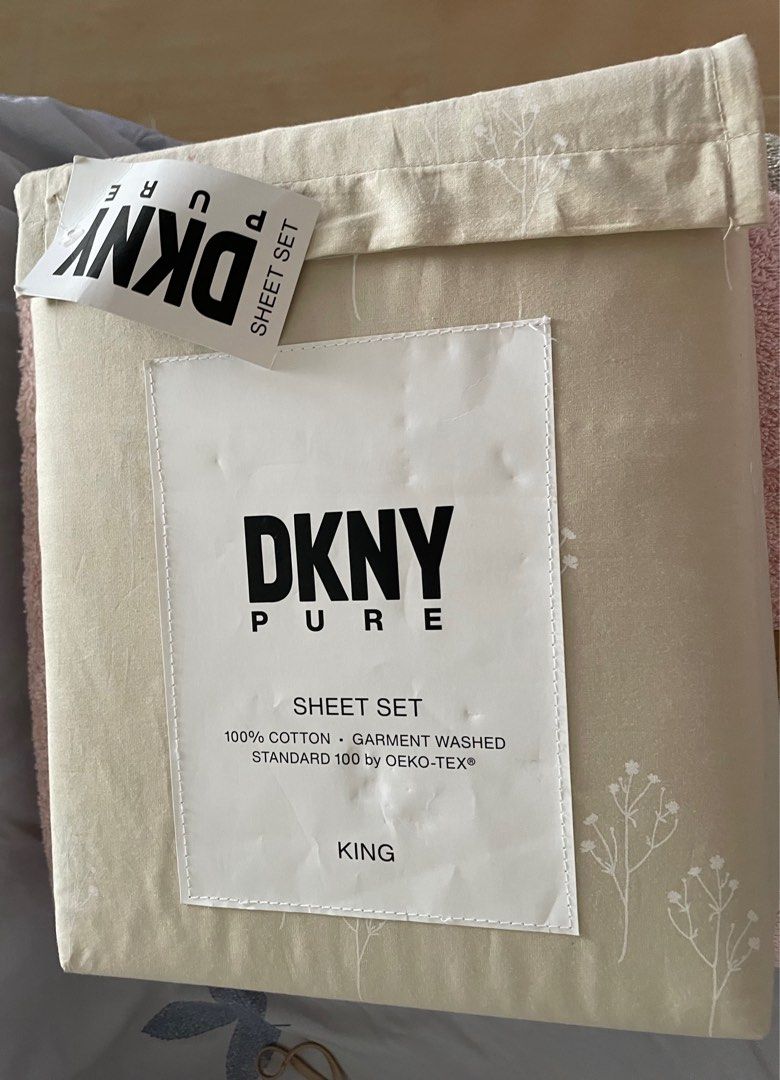 DKNY
PURE
SHEET SET
DKNY
PURE
SHEET SET
100% COTTON • GARMENT WASHED
STANDARD 100 by OEKO-TEX®
KING